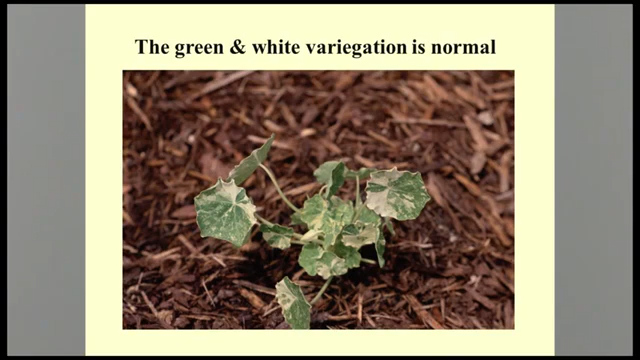 The green & white variegation is normal